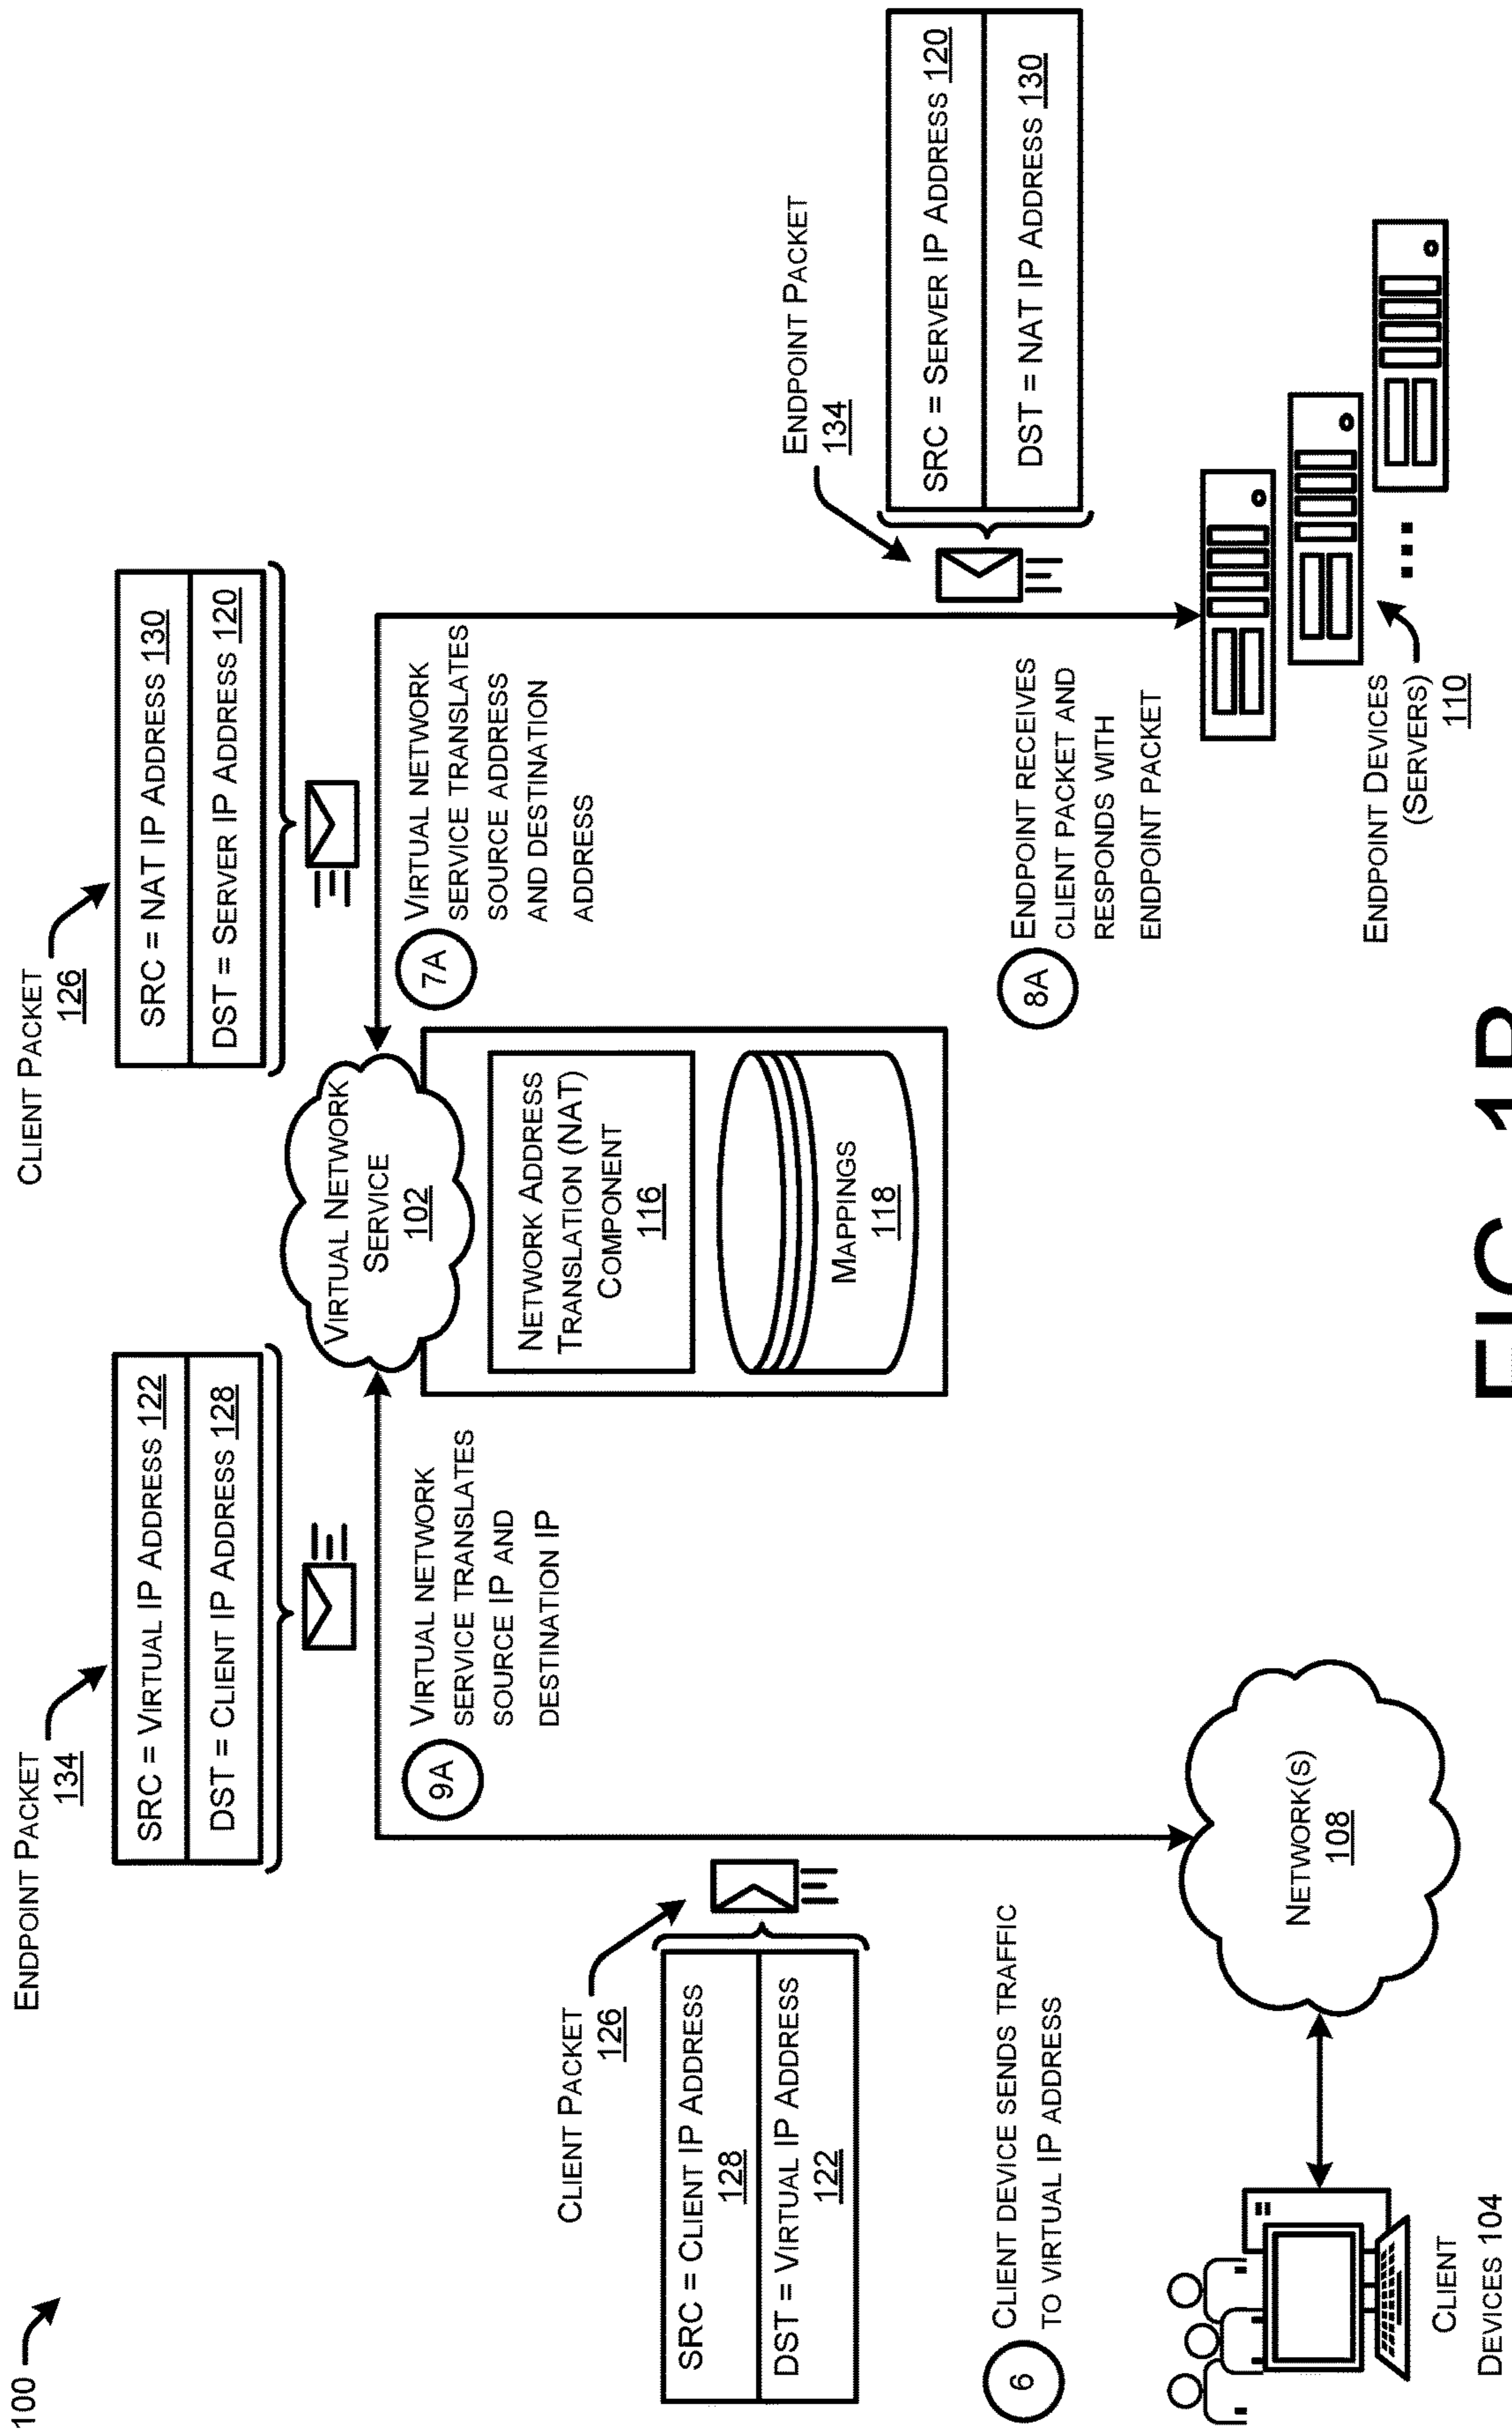 100
ENDPOINT PACKET
134
SRC = VIRTUAL IP ADDRESS 122
DST = CLIENT IP ADDRESS 128
CLIENT PACKET
126
SRC = NAT IP ADDRESS 130
DST = SERVER IP ADDRESS 120
VIRTUAL NETWORK
SERVICE
102
NETWORK ADDRESS
TRANSLATION (NAT)
COMPONENT
116
MAPPINGS
118
9A
VIRTUAL NETWORK
SERVICE TRANSLATES
SOURCE IP AND
DESTINATION IP
7A
VIRTUAL NETWORK
SERVICE TRANSLATES
SOURCE ADDRESS
AND DESTINATION
ADDRESS
CLIENT PACKET
126
SRC = CLIENT IP ADDRESS
128
DST = VIRTUAL IP ADDRESS
122
ENDPOINT PACKET
134
SRC = SERVER IP ADDRESS 120
DST = NAT IP ADDRESS 130
6
CLIENT DEVICE SENDS TRAFFIC
TO VIRTUAL IP ADDRESS
8A
ENDPOINT RECEIVES
CLIENT PACKET AND
RESPONDS WITH
ENDPOINT PACKET
NETWORK(S)
108
CLIENT
DEVICES 104
ENDPOINT DEVICES
(SERVERS)
110